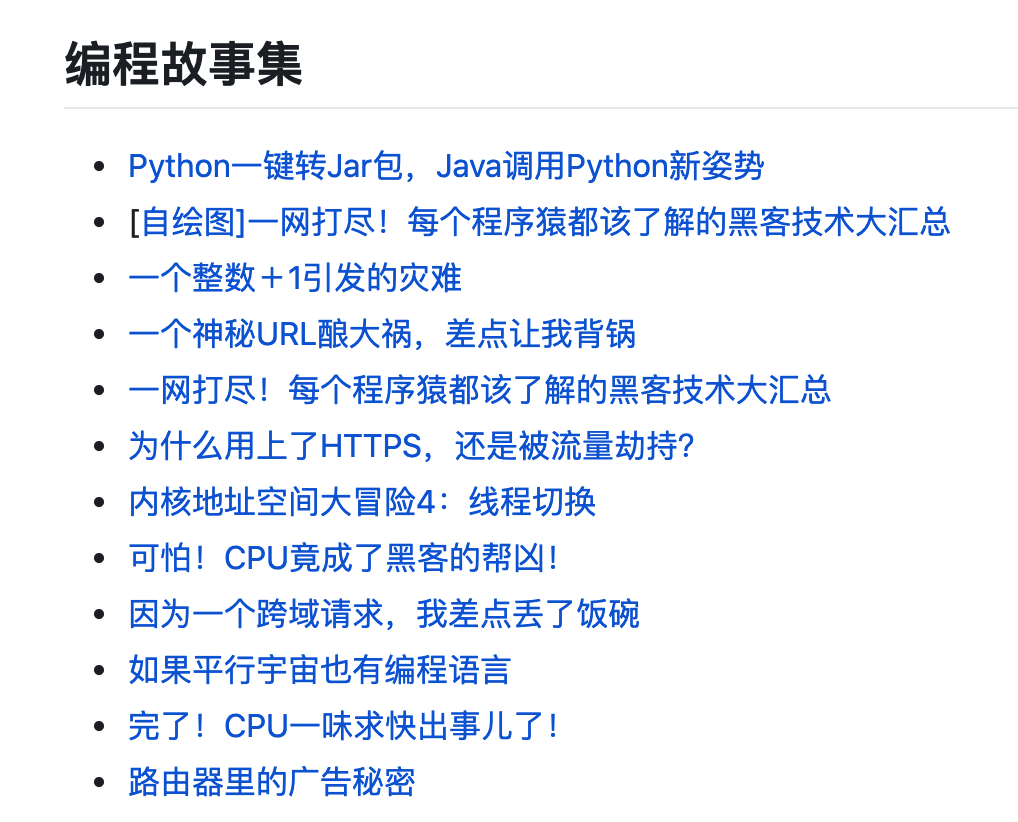 编程故事集
Python一键转Jar包，Java调用Python新姿势
[自绘图]一网打尽！每个程序猿都该了解的黑客技术大汇总
一个整数＋1引发的灾难
一个神秘URL酿大祸，差点让我背锅
一网打尽！每个程序猿都该了解的黑客技术大汇总
为什么用上了HTTPS，还是被流量劫持？
内核地址空间大冒险4：线程切换
可怕！CPU竟成了黑客的帮凶！
因为一个跨域请求，我差点丢了饭碗
如果平行宇宙也有编程语言
完了！CPU一味求快出事儿了！
路由器里的广告秘密